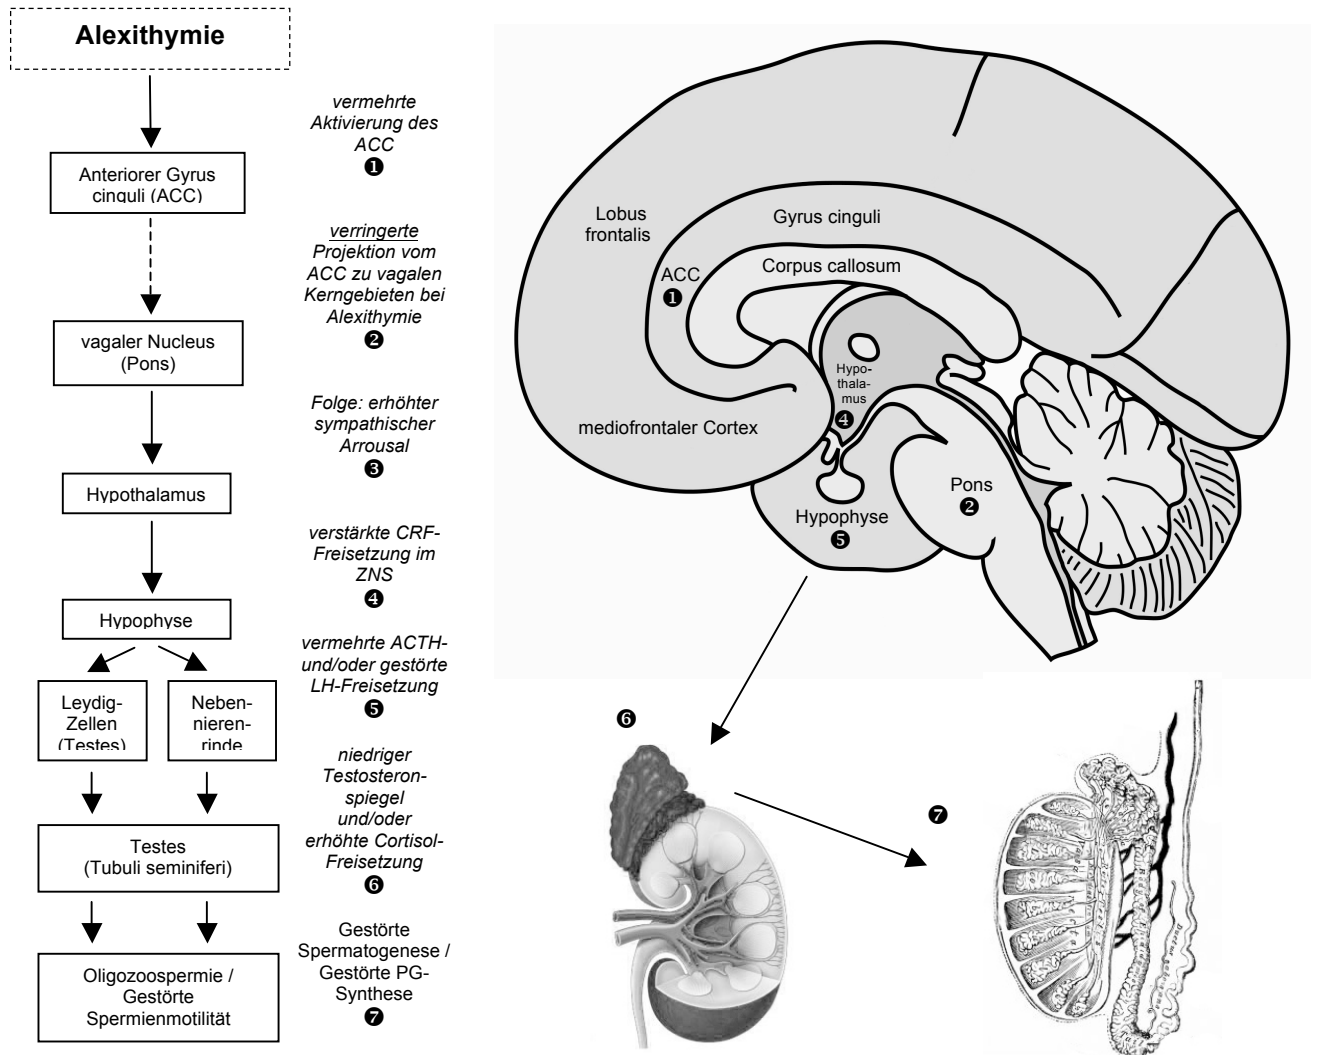 Alexithymie
vermehrte
Aktivierung des
ACC
❶
Anteriorer Gyrus
cinguli (ACC)
verringerte
Projektion vom
ACC zu vagalen
Kerngebieten bei
Alexithymie
❷
vagaler Nucleus
(Pons)
Folge: erhöhter
sympathischer
Arrousal
❸
Hypothalamus
verstärkte CRF-
Freisetzung im
ZNS
❹
Hypophyse
vermehrte ACTH-
und/oder gestörte
LH-Freisetzung
❺
Leydig-
Zellen
(Testes)
Neben-
nieren-
rinde
niedriger
Testosteron-
spiegel
und/oder
erhöhte Cortisol-
Freisetzung
❻
Testes
(Tubuli seminiferi)
Gestörte
Spermatogenese /
Gestörte PG-
Synthese
❼
Oligozoospermie /
Gestörte
Spermienmotilität
Lobus
frontalis
Gyrus cinguli
ACC
❶
Corpus callosum
Hypo-
thala-
mus
❹
mediofrontaler Cortex
Pons
❷
Hypophyse
❺
❻
❼